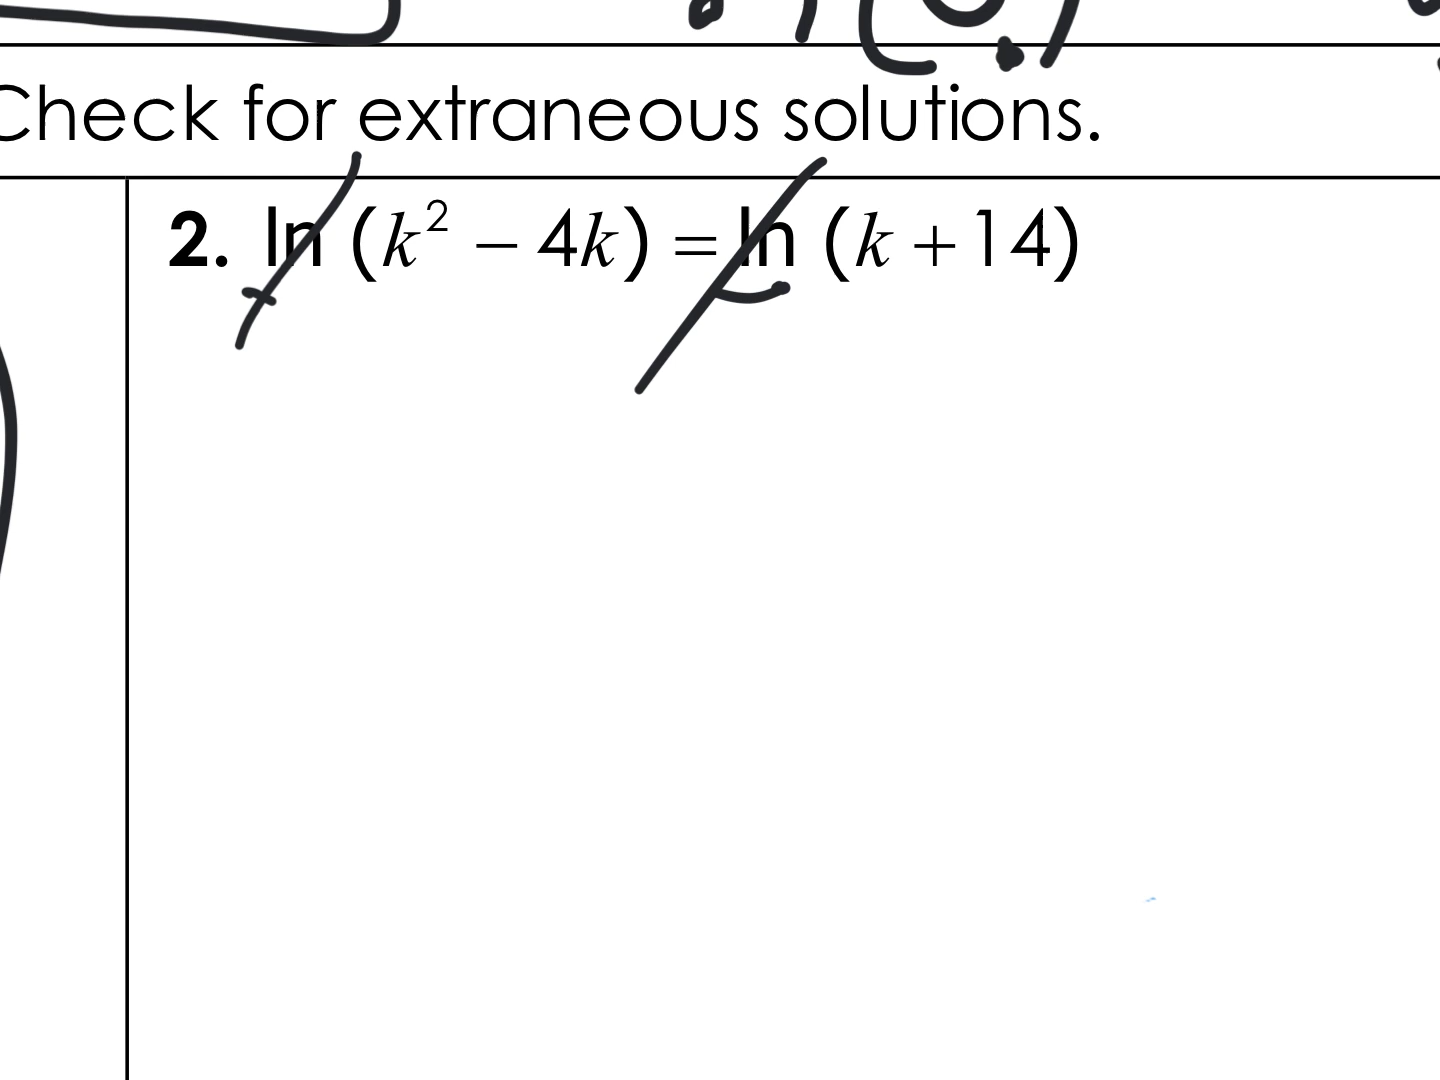 Check for extraneous solutions.
2. ln (k² − 4k) = ln (k + 14)